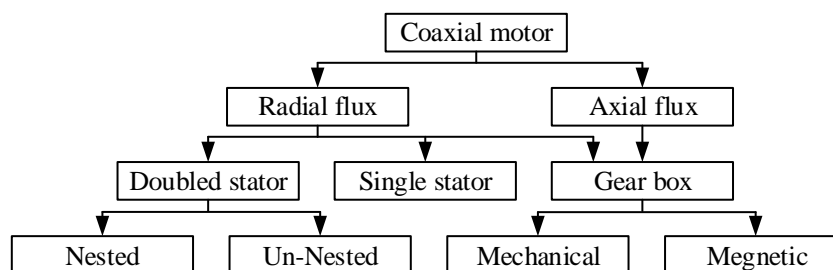 Coaxial motor
Radial flux
Axial flux
Doubled stator
Single stator
Gear box
Nested
Un-Nested
Mechanical
Megnetic